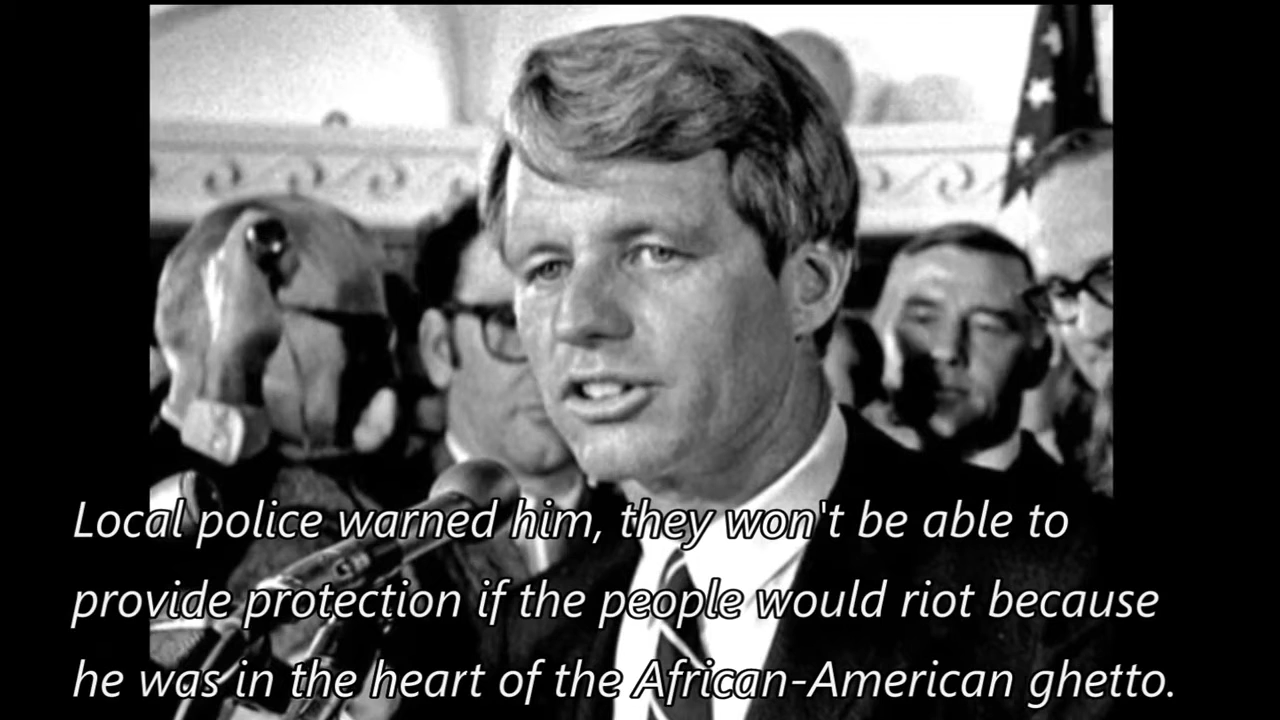 Local police warned him, they won't be able to
provide protection if the people would riot because
he was in the heart of the African-American ghetto.